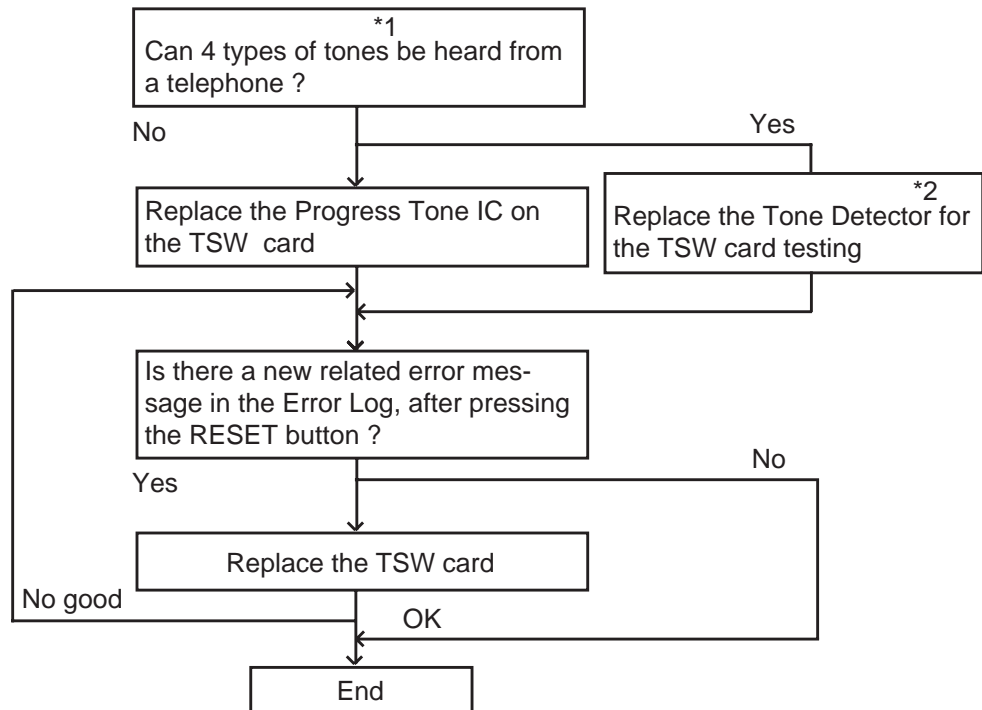 *1
Can 4 types of tones be heard from
a telephone ?
No
Yes
Replace the Progress Tone IC on
the TSW card
*2
Replace the Tone Detector for
the TSW card testing
Is there a new related error mes-
sage in the Error Log, after pressing
the RESET button ?
Yes
No
Replace the TSW card
No good
OK
End